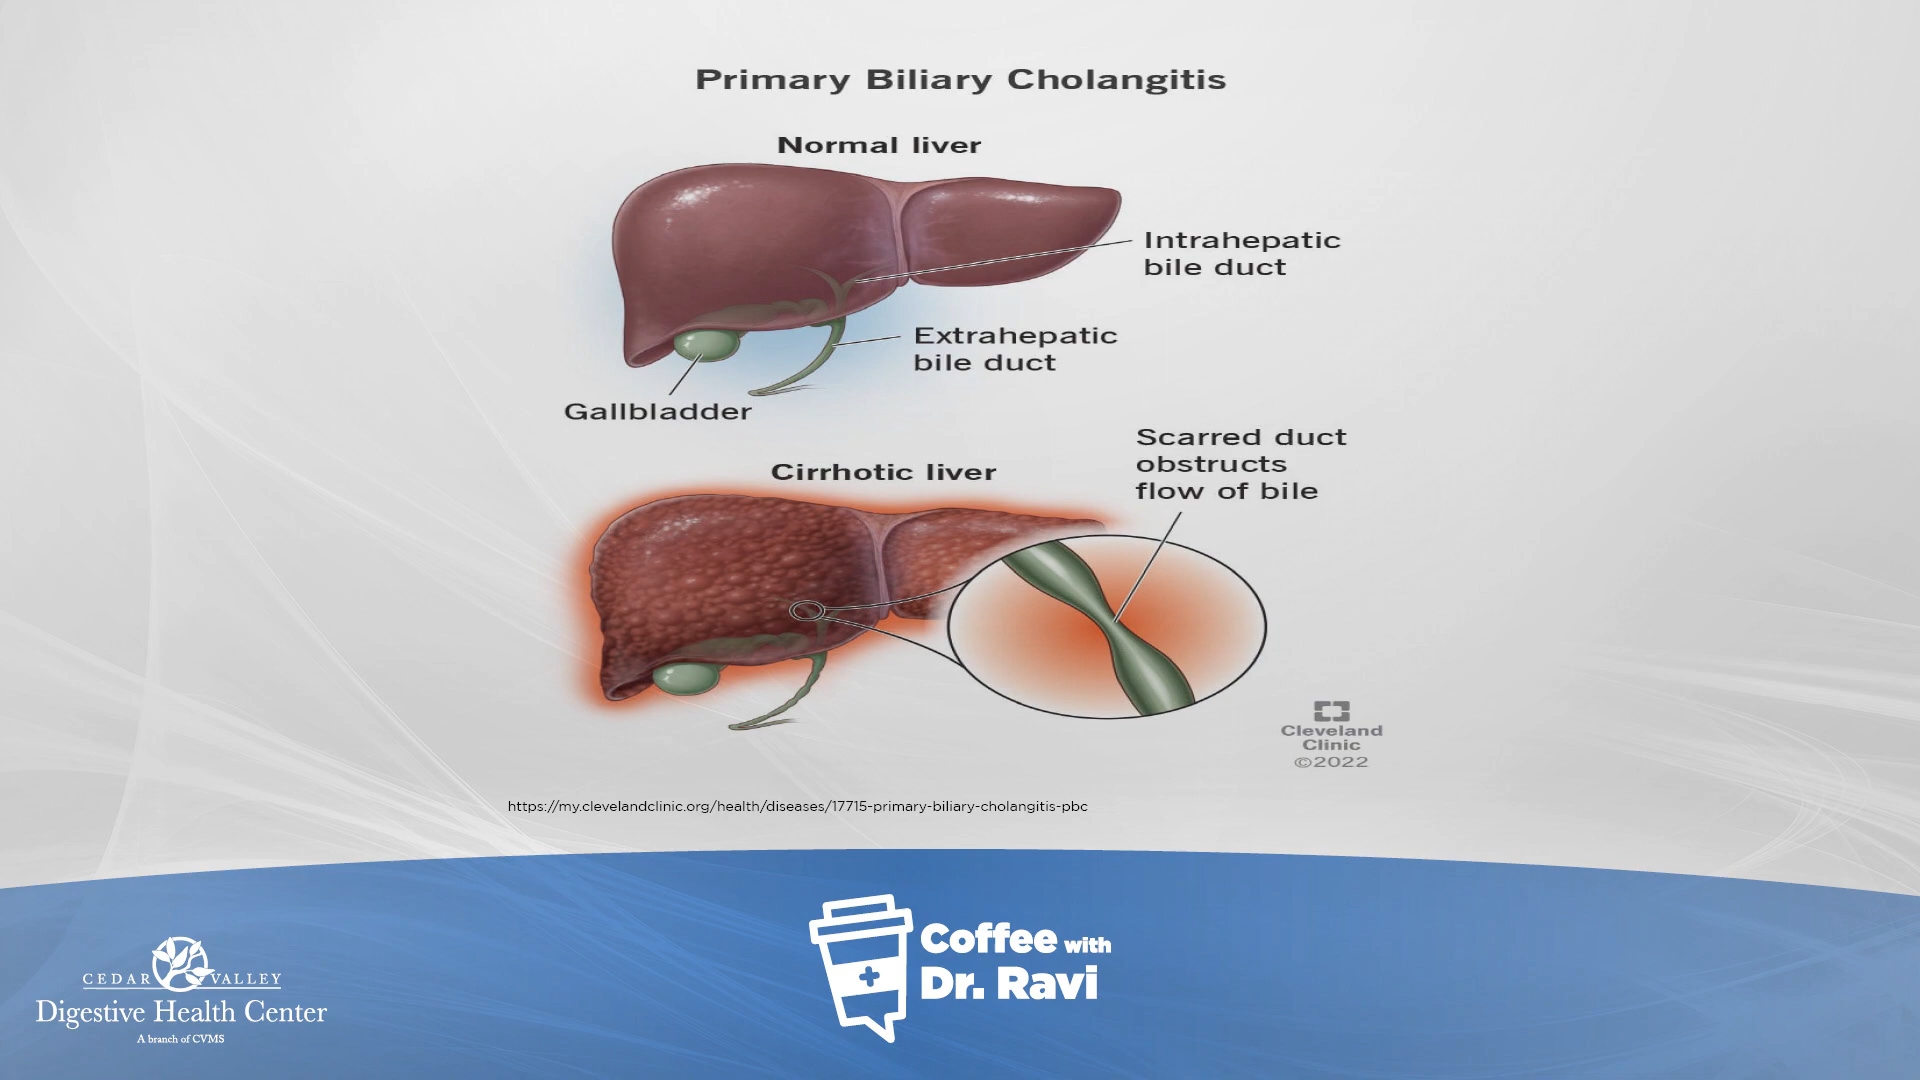 Primary Biliary Cholangitis
Normal liver
Intrahepatic
bile duct
Extrahepatic
bile duct
Gallbladder
Scarred duct
obstructs
flow of bile
Cirrhotic liver
Cleveland
Clinic
©2022
https://my.clevelandclinic.org/health/diseases/17715-primary-biliary-cholangitis-pbc
CEDAR VALLEY
Digestive Health Center
A branch of CVMS
Coffee with
Dr. Ravi